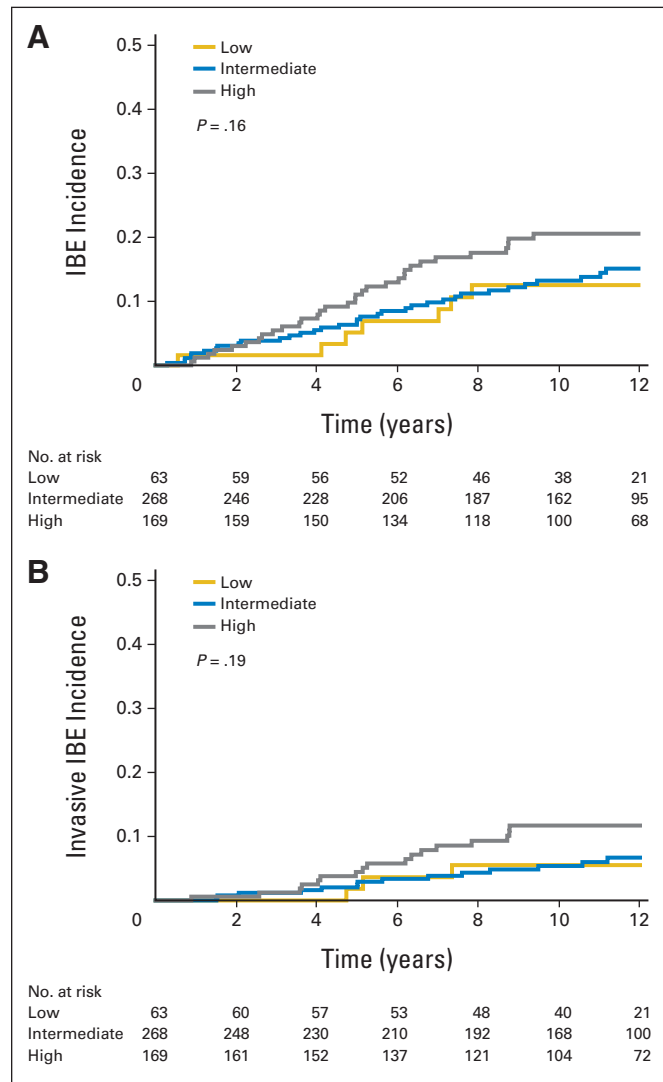 A
0.5
0.4
0.3
0.2
0.1
0
IBE Incidence
Low
Intermediate
High
P = .16
2 4 6 8 10 12
Time (years)
No. at risk
Low 63 59 56 52 46 38 21
Intermediate 268 246 228 206 187 162 95
High 169 159 150 134 118 100 68
B
0.5
0.4
0.3
0.2
0.1
0
Invasive IBE Incidence
Low
Intermediate
High
P = .19
2 4 6 8 10 12
Time (years)
No. at risk
Low 63 60 57 53 48 40 21
Intermediate 268 248 230 210 192 168 100
High 169 161 152 137 121 104 72